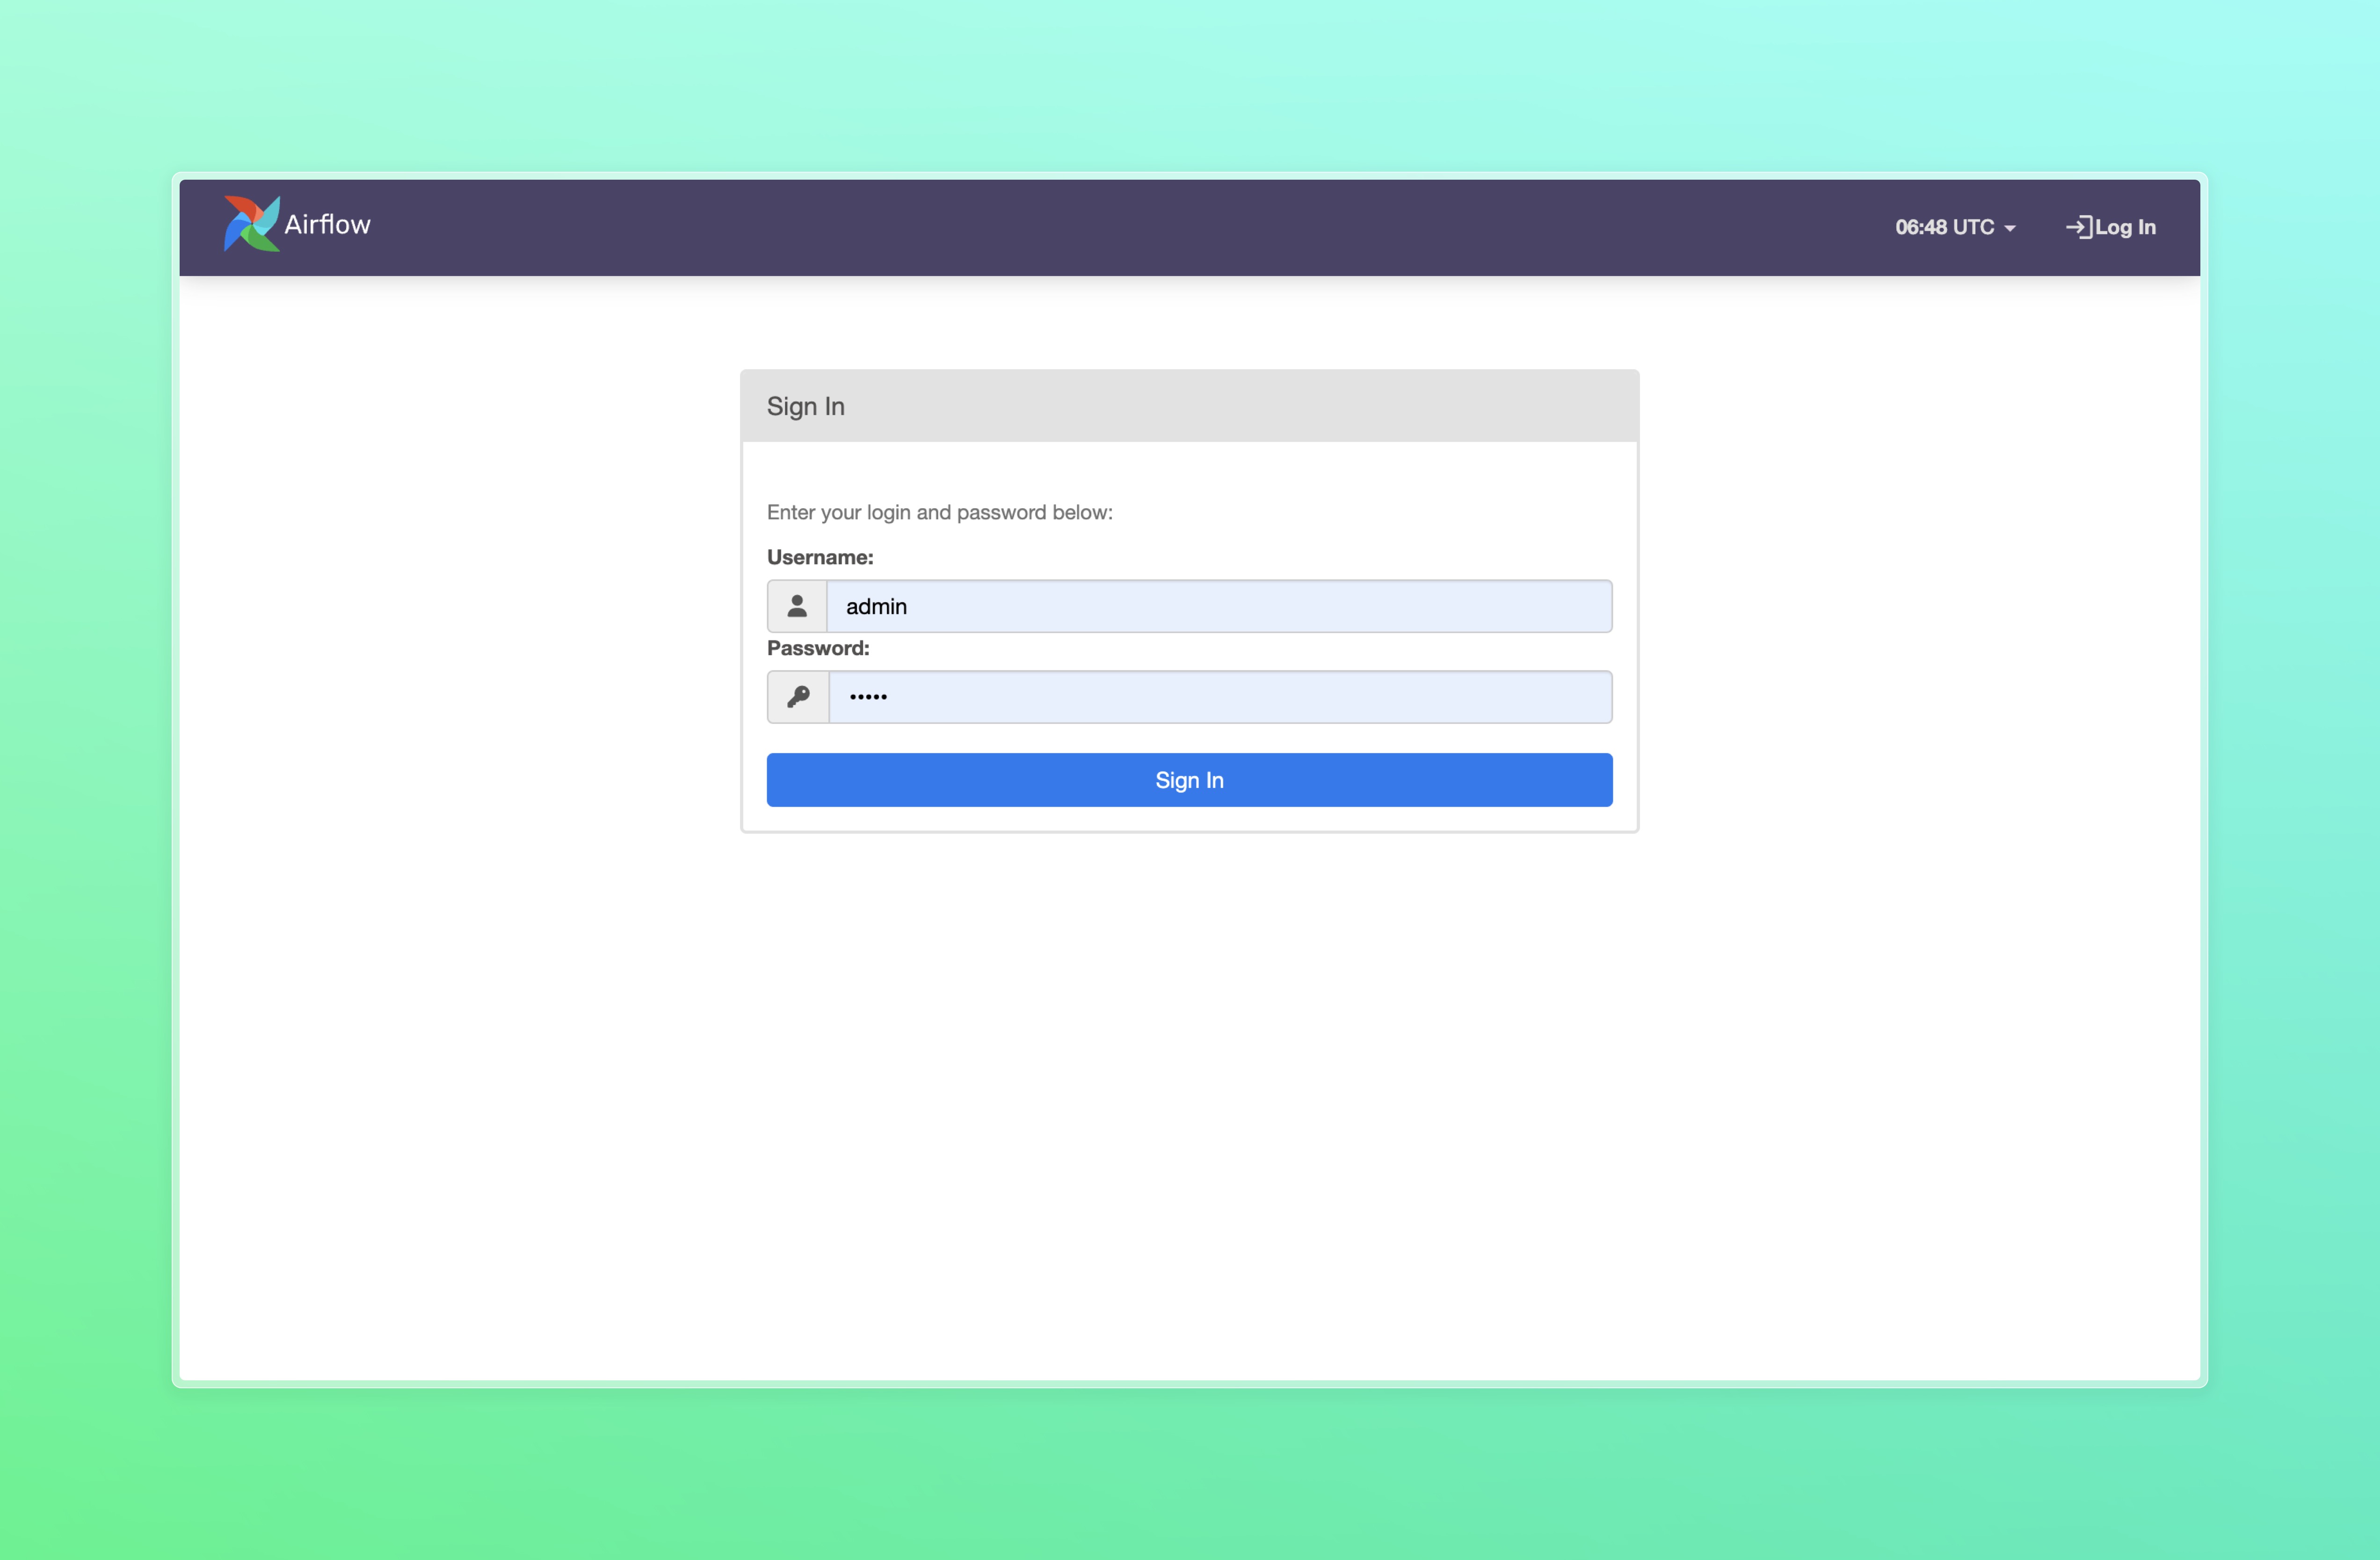 Airflow
06:48 UTC
Log In
Sign In
Enter your login and password below:
Username:
admin
Password:
•••••
Sign In